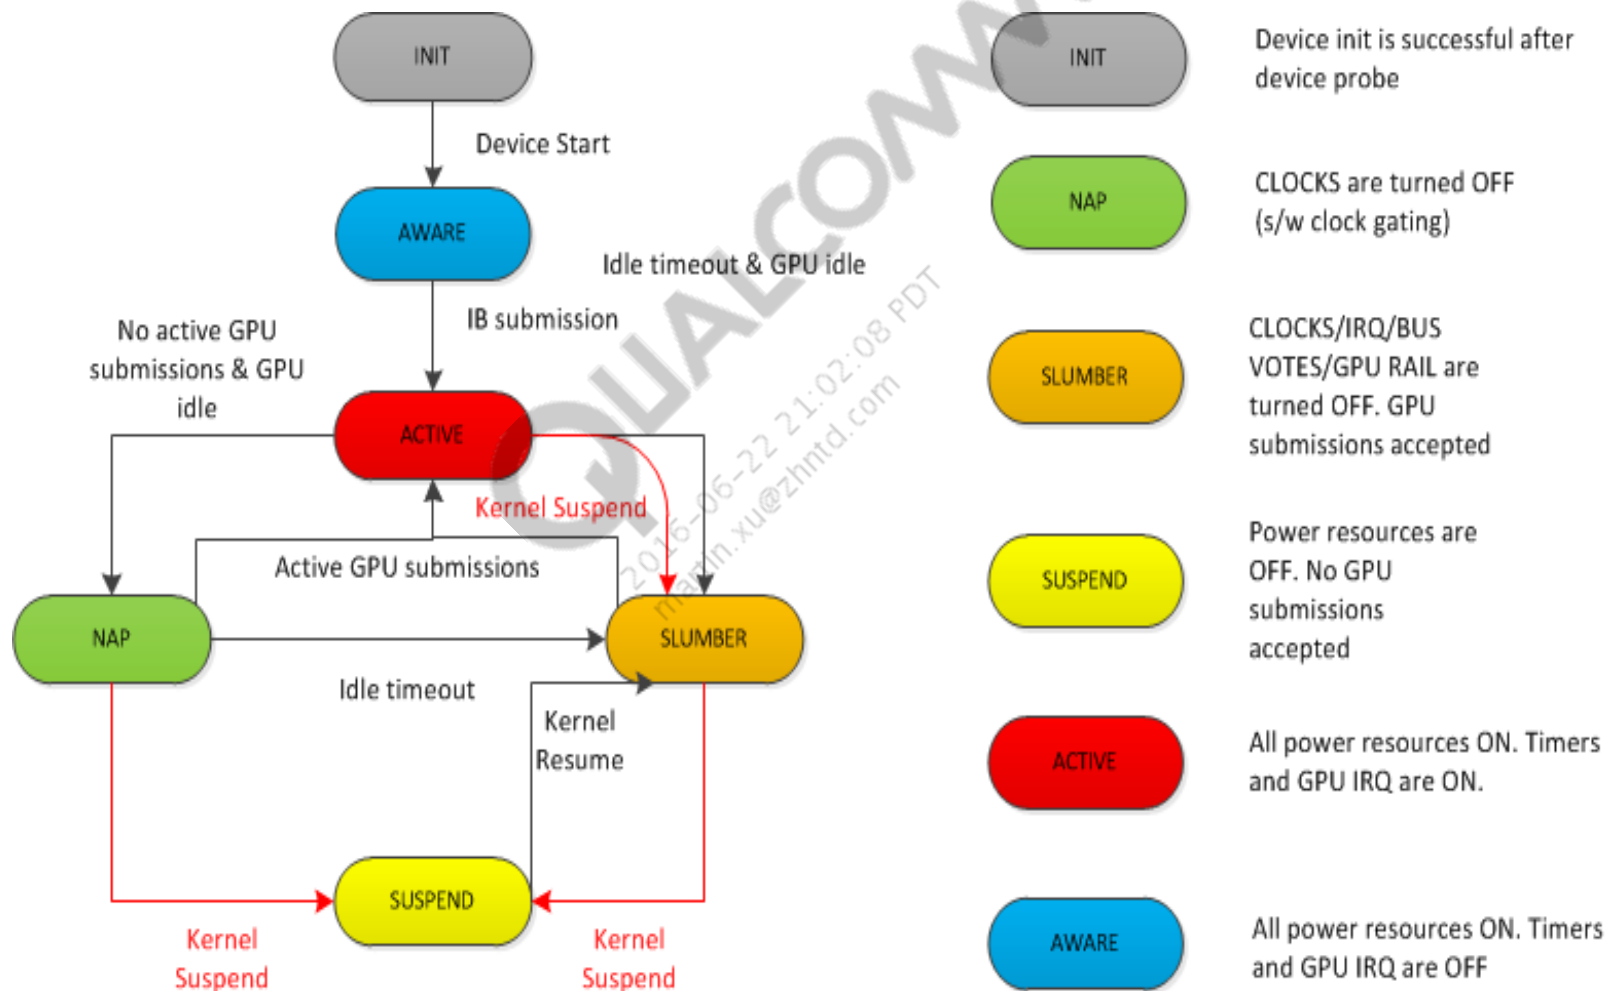 INIT
Device Start
AWARE
Idle timeout & GPU idle
IB submission
No active GPU
submissions & GPU
idle
ACTIVE
Kernel Suspend
Active GPU submissions
NAP
SLUMBER
Idle timeout
Kernel
Resume
SUSPEND
Kernel
Suspend
Kernel
Suspend
INIT
Device init is successful after
device probe
NAP
CLOCKS are turned OFF
(s/w clock gating)
SLUMBER
CLOCKS/IRQ/BUS
VOTES/GPU RAIL are
turned OFF. GPU
submissions accepted
SUSPEND
Power resources are
OFF. No GPU
submissions
accepted
ACTIVE
All power resources ON. Timers
and GPU IRQ are ON.
AWARE
All power resources ON. Timers
and GPU IRQ are OFF
QUALCOMM
2016-06-22 21:02:08 PDT
martin.xu@zhntd.com